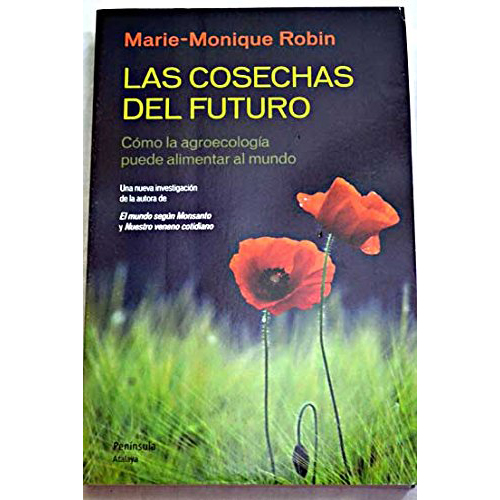 Marie-Monique Robin
LAS COSECHAS
DEL FUTURO
Cómo la agroecología
puede alimentar al mundo
Una nueva investigación
de la autora de
El mundo según Monsanto
y Nuestro veneno cotidiano
Península
Atalaya